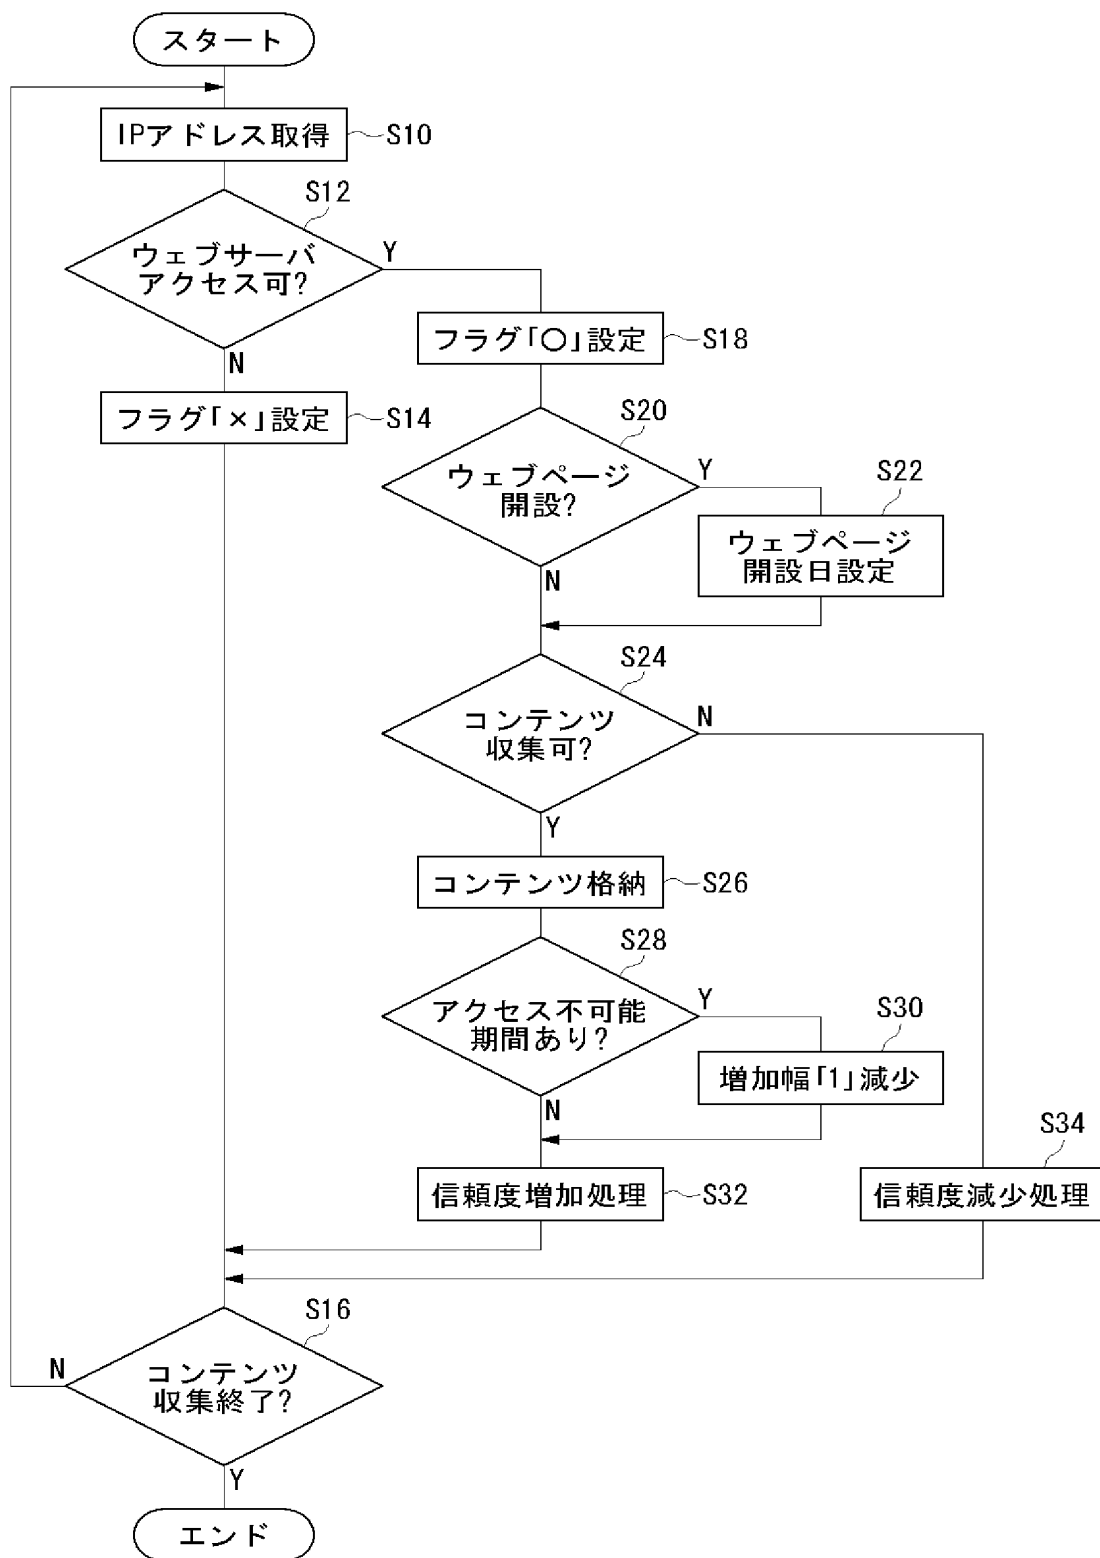 スタート
IPアドレス取得
S10
S12
ウェブサーバ
アクセス可?
Y
N
フラグ「○」設定
S18
フラグ「×」設定
S14
S20
ウェブページ
開設?
Y
N
S22
ウェブページ
開設日設定
S24
コンテンツ
収集可?
N
Y
コンテンツ格納
S26
S28
アクセス不可能
期間あり?
Y
N
S30
増加幅「1」減少
信頼度増加処理
S32
S34
信頼度減少処理
S16
コンテンツ
収集終了?
N
Y
エンド